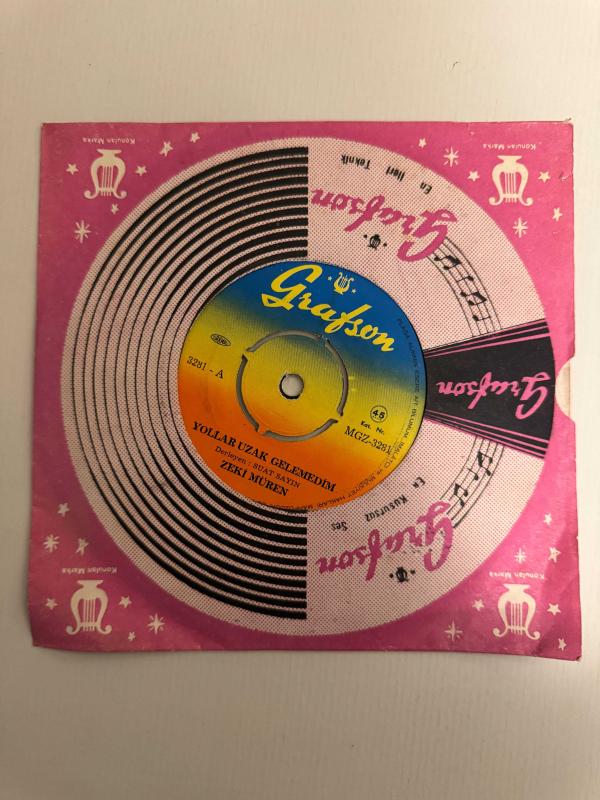 Konulan Marka
Konulan Marka
En İleri Teknik
Grafson
Grafson
Grafson
3281 - A
45
Kat. Nr.
MGZ-3281
YOLLAR UZAK GELEMEDİM
Derleyen : SUAT SAYIN
ZEKİ MÜREN
Grafson
En Kusursuz Ses
Konulan Marka
Konulan Marka